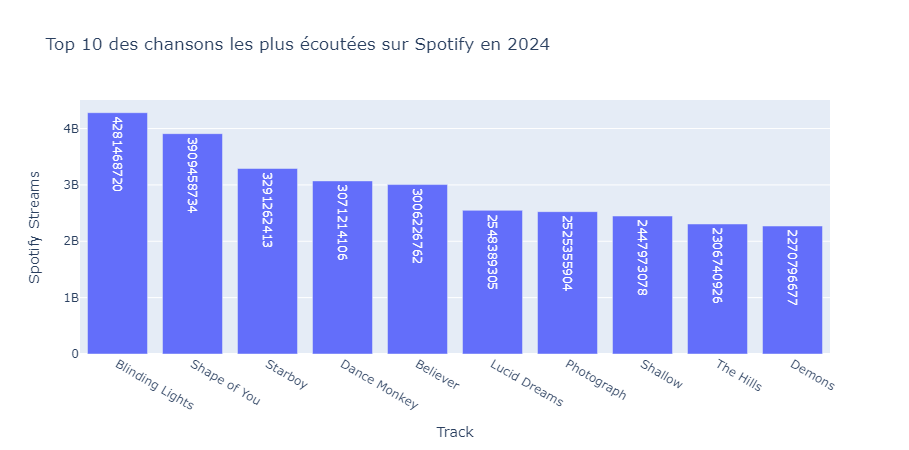 Top 10 des chansons les plus écoutées sur Spotify en 2024
Spotify Streams
4B
3B
2B
1B
0
4281468720
3909458734
3291262413
3071214106
3006226762
2548389305
2525355904
2447973078
2306740926
2270796677
Blinding Lights
Shape of You
Starboy
Dance Monkey
Believer
Lucid Dreams
Photograph
Shallow
The Hills
Demons
Track